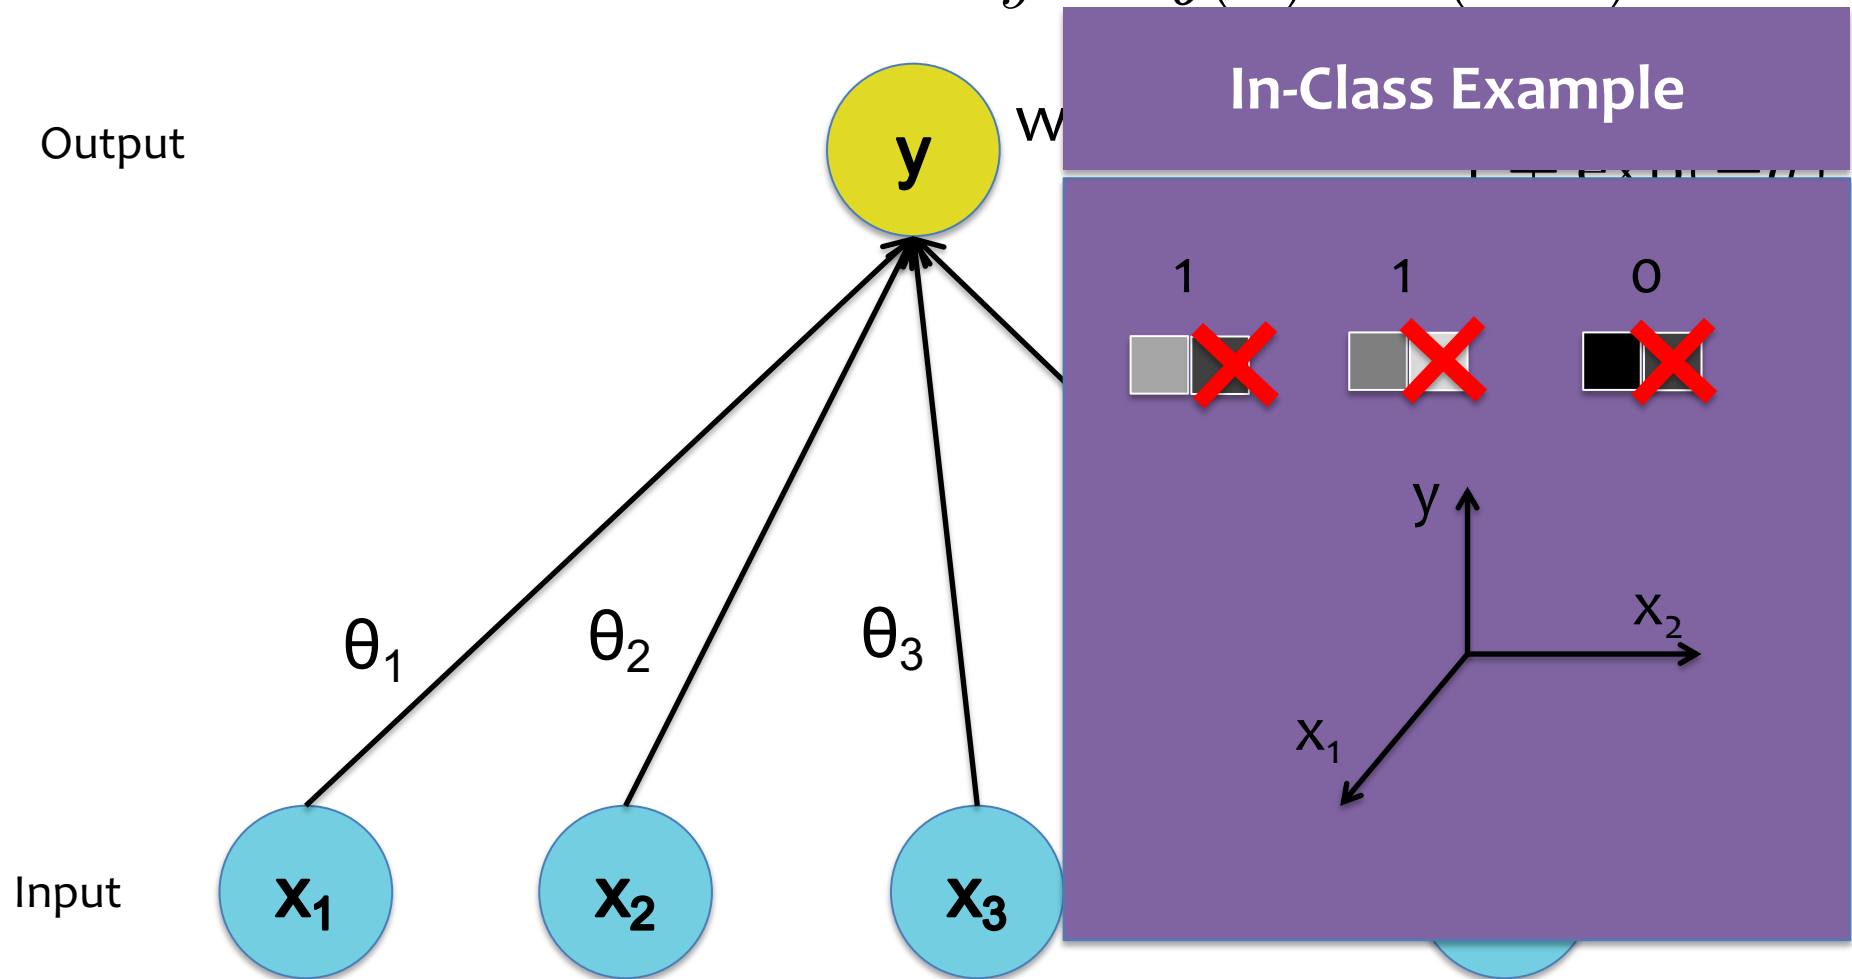 In-Class Example
Output
y
w
1 1 0
y
x₂
x₁
θ₁ θ₂ θ₃
Input
x₁ x₂ x₃